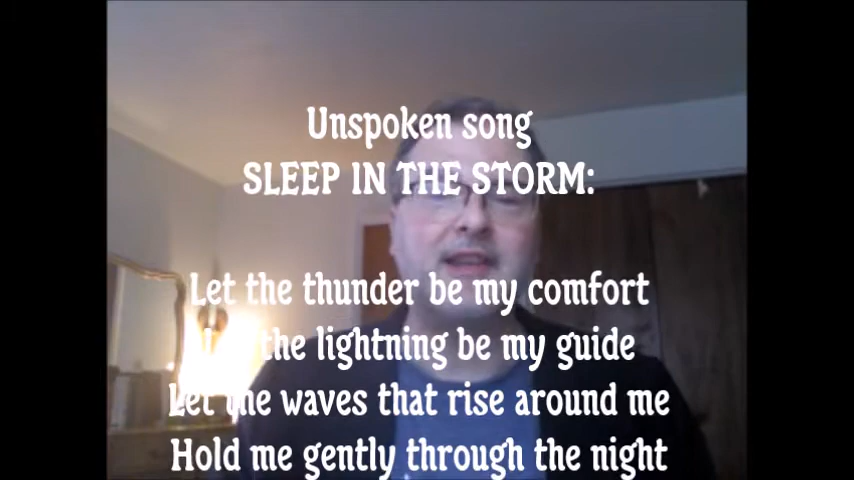 Unspoken song
SLEEP IN THE STORM:
Let the thunder be my comfort
Let the lightning be my guide
Let the waves that rise around me
Hold me gently through the night